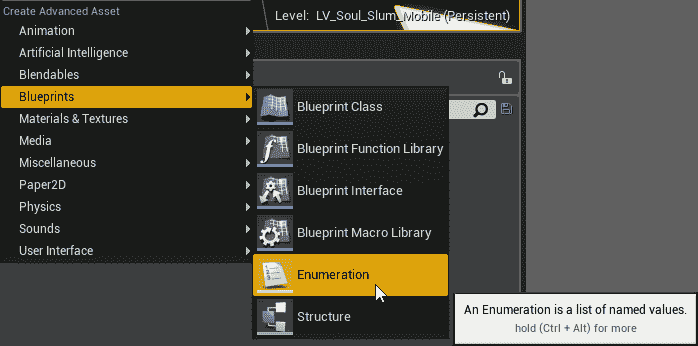 Create Advanced Asset
Level: LV_Soul_Slum_Mobile (Persistent)
Animation
Artificial Intelligence
Blendables
Blueprints
Materials & Textures
Media
Miscellaneous
Paper2D
Physics
Sounds
User Interface
Blueprint Class
Blueprint Function Library
Blueprint Interface
Blueprint Macro Library
Enumeration
Structure
An Enumeration is a list of named values.
hold (Ctrl + Alt) for more